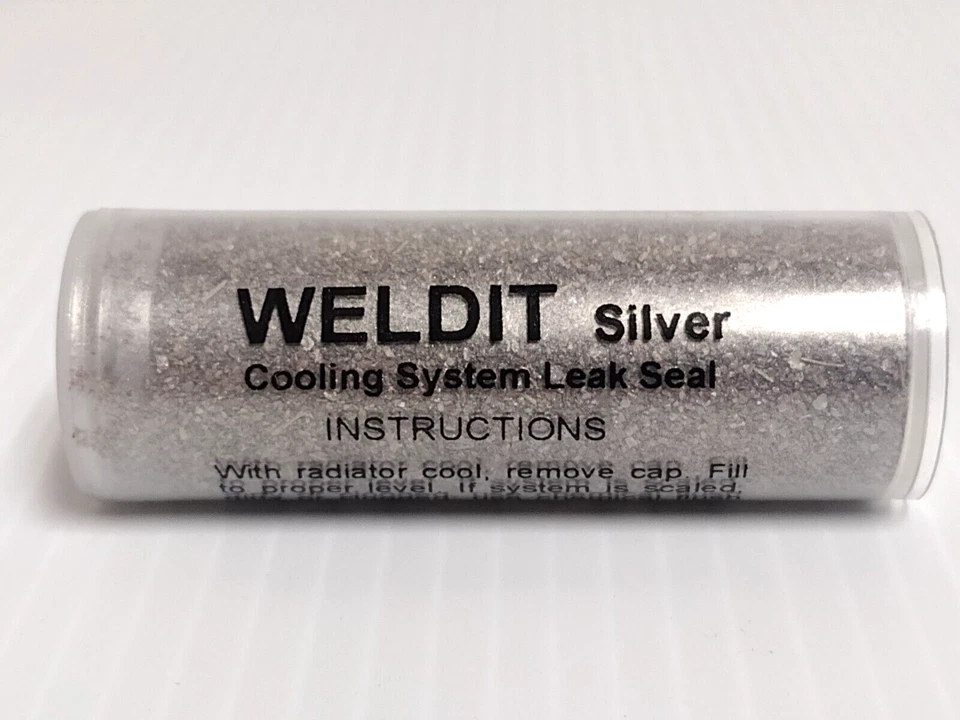 WELDIT Silver
Cooling System Leak Seal
INSTRUCTIONS
With radiator cool, remove cap. Fill
to proper level. If system is scaled,